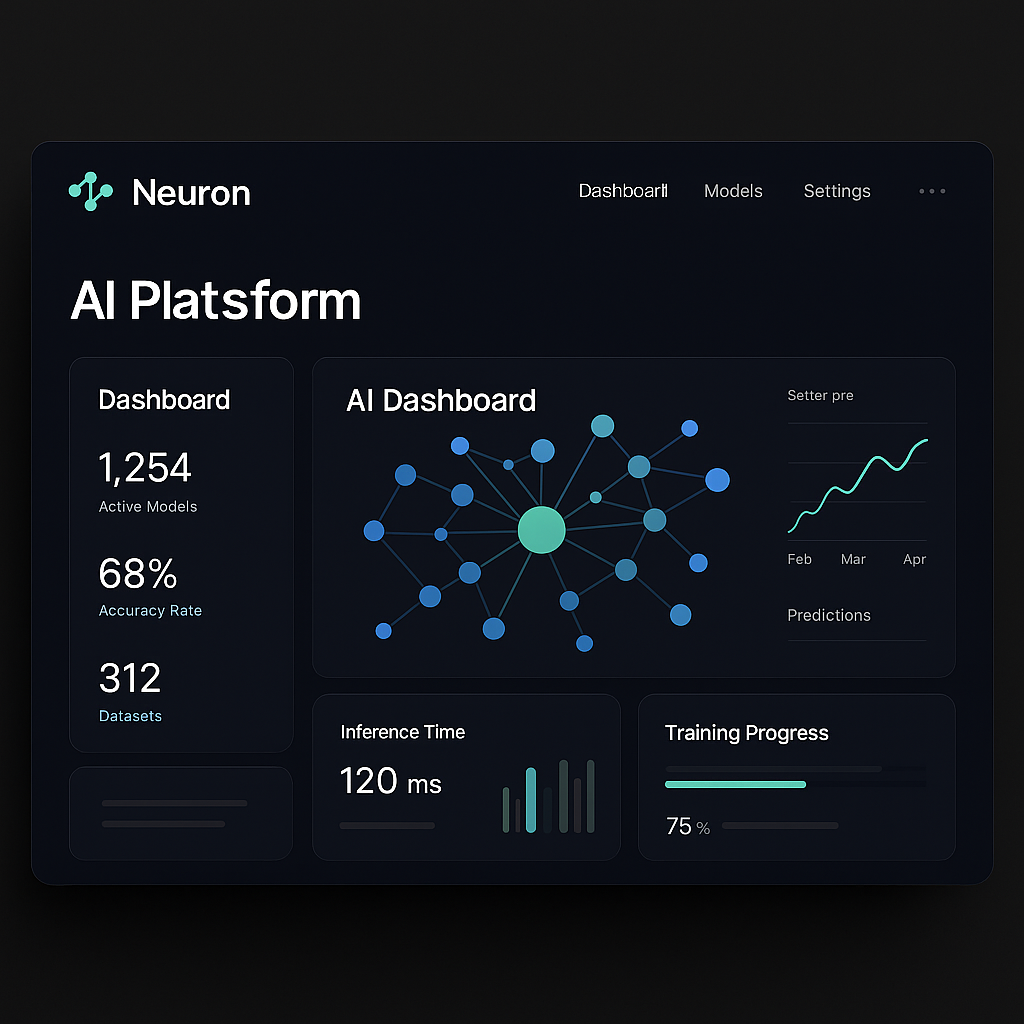 Neuron
Dashboard Models Settings
AI Platsform
Dashboard
1,254
Active Models
68%
Accuracy Rate
312
Datasets
AI Dashboard
Setter pre
Feb Mar Apr
Predictions
Inference Time
120 ms
Training Progress
75 %